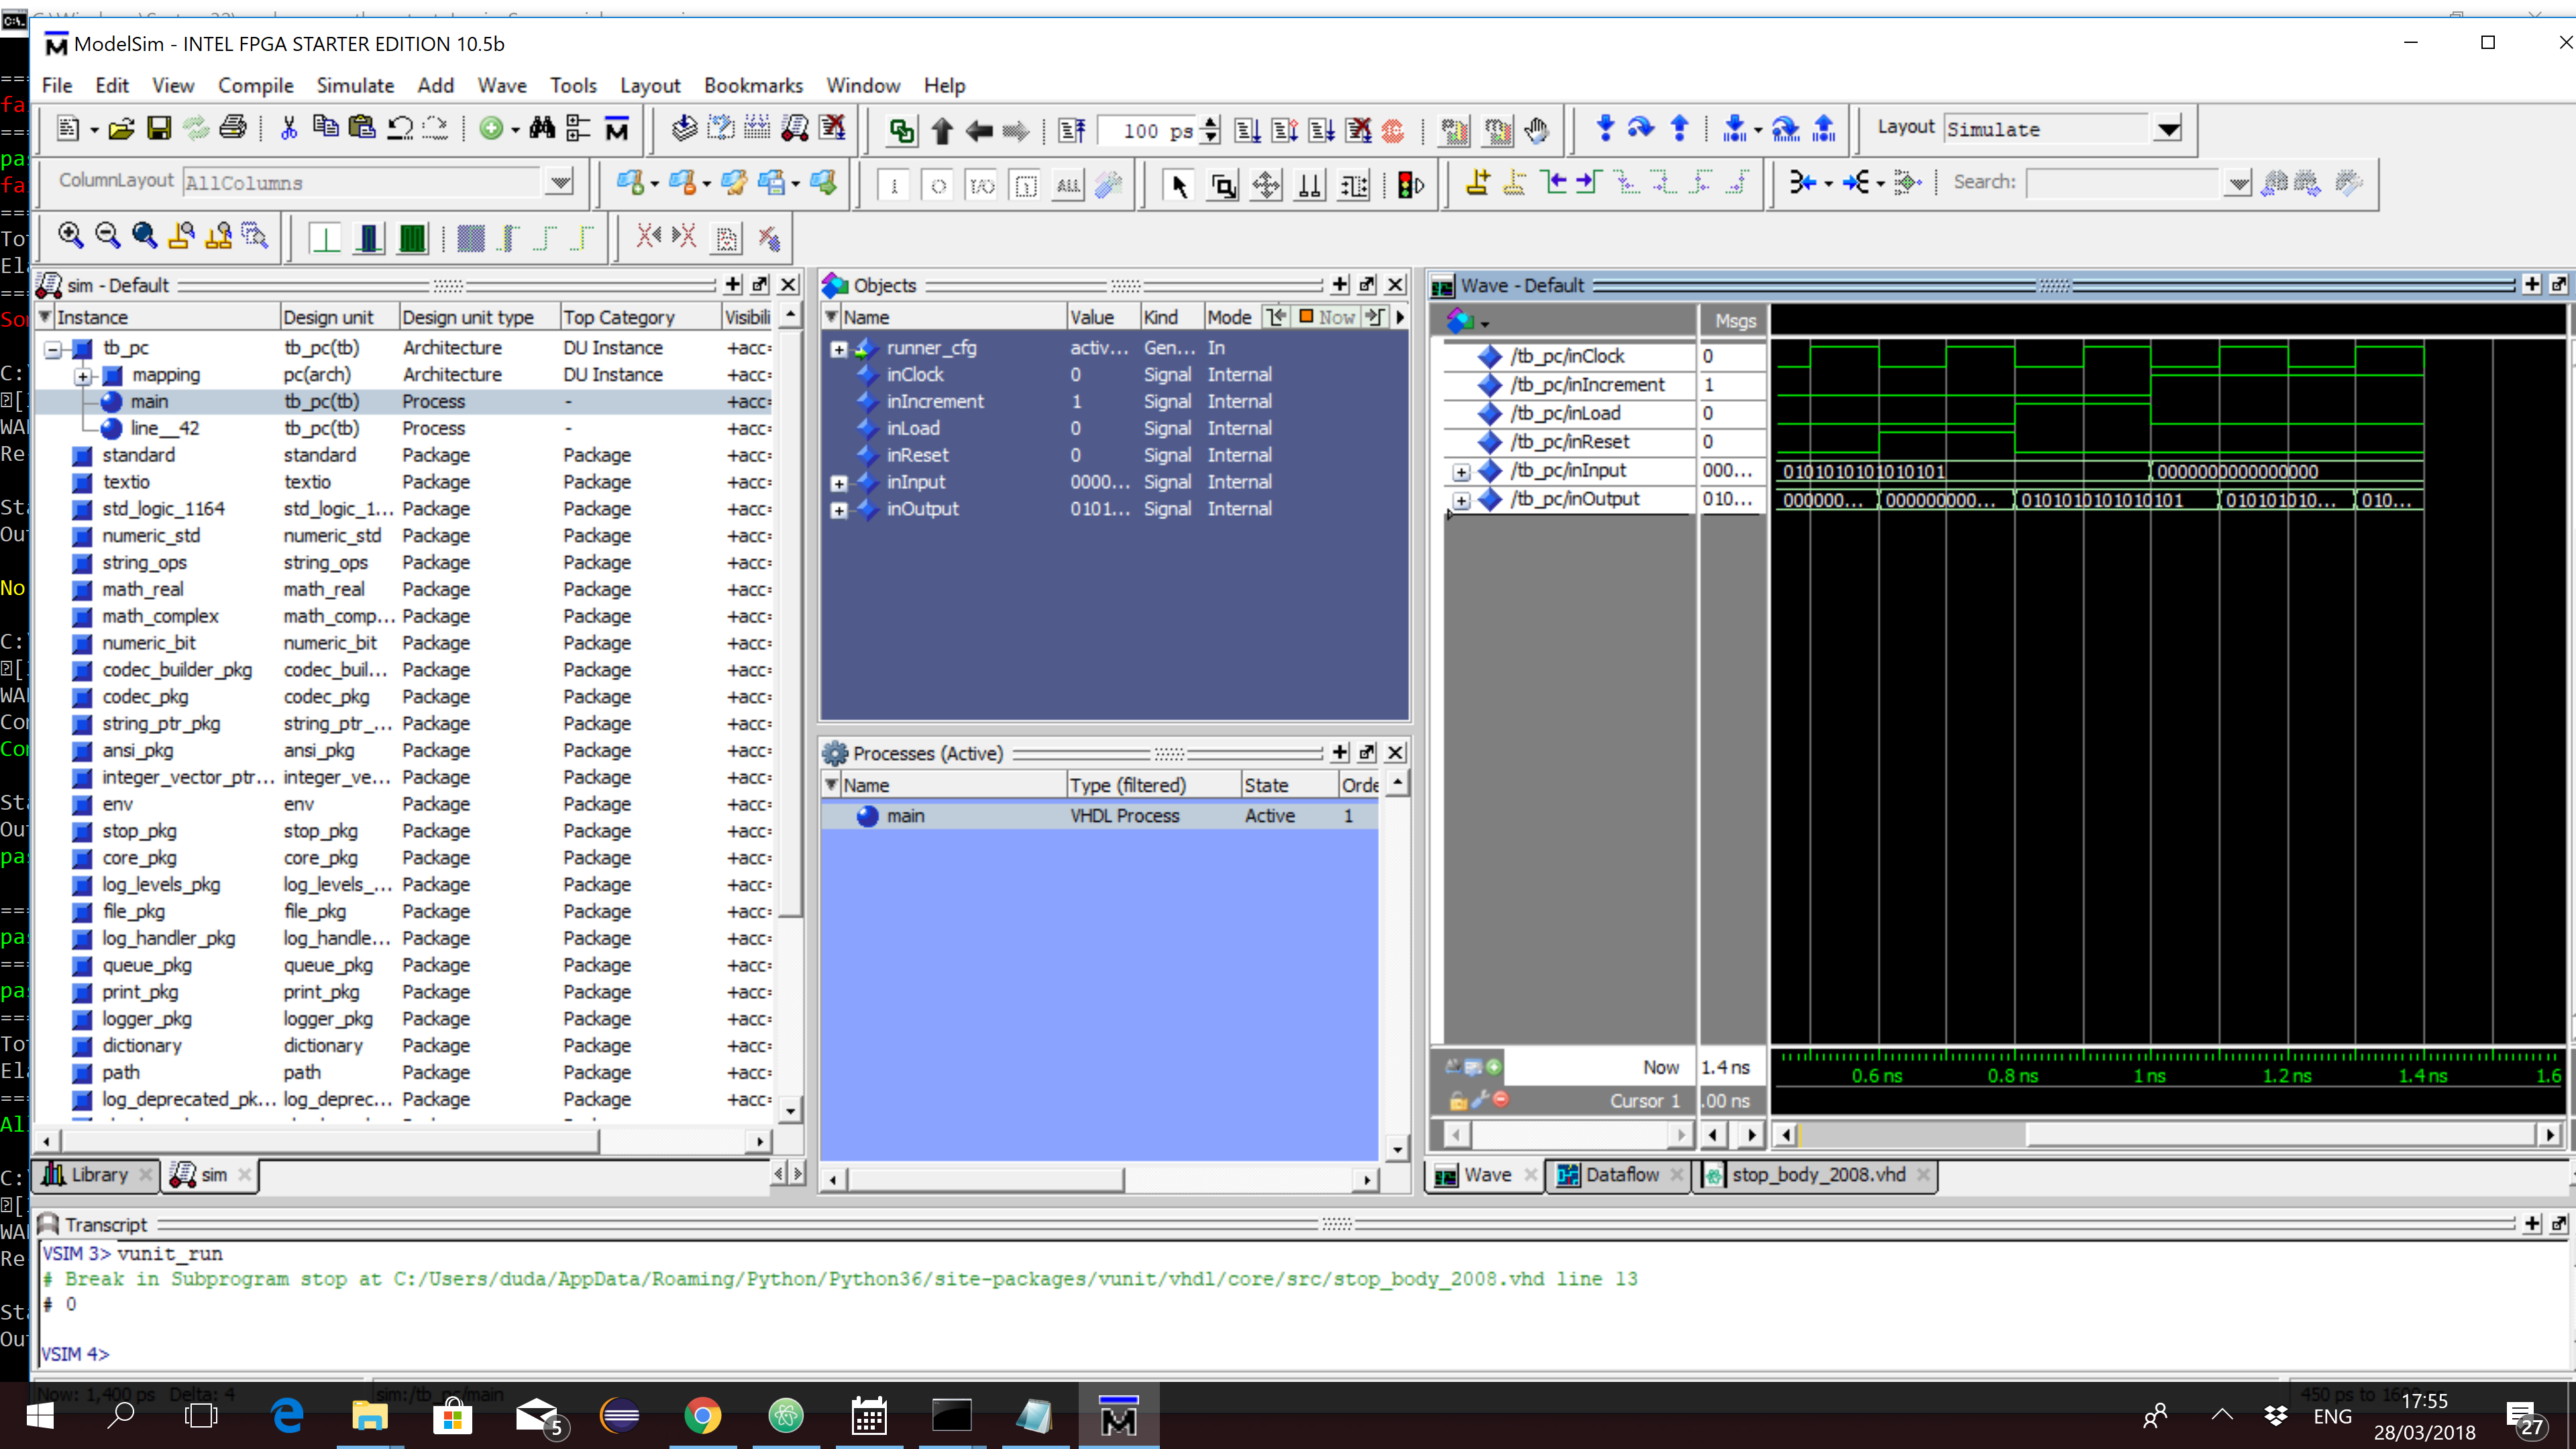 ModelSim - INTEL FPGA STARTER EDITION 10.5b
File Edit View Compile Simulate Add Wave Tools Layout Bookmarks Window Help
100 ps
Layout Simulate
ColumnLayout AllColumns
ALL
Search:
sim - Default
Instance Design unit Design unit type Top Category Visibili
tb_pc tb_pc(tb) Architecture DU Instance +acc=
mapping pc(arch) Architecture DU Instance +acc=
main tb_pc(tb) Process - +acc=
line__42 tb_pc(tb) Process - +acc=
standard standard Package Package +acc=
textio textio Package Package +acc=
std_logic_1164 std_logic_1... Package Package +acc=
numeric_std numeric_std Package Package +acc=
string_ops string_ops Package Package +acc=
math_real math_real Package Package +acc=
math_complex math_comp... Package Package +acc=
numeric_bit numeric_bit Package Package +acc=
codec_builder_pkg codec_buil... Package Package +acc=
codec_pkg codec_pkg Package Package +acc=
string_ptr_pkg string_ptr_... Package Package +acc=
ansi_pkg ansi_pkg Package Package +acc=
integer_vector_ptr... integer_ve... Package Package +acc=
env env Package Package +acc=
stop_pkg stop_pkg Package Package +acc=
core_pkg core_pkg Package Package +acc=
log_levels_pkg log_levels_... Package Package +acc=
file_pkg file_pkg Package Package +acc=
log_handler_pkg log_handle... Package Package +acc=
queue_pkg queue_pkg Package Package +acc=
print_pkg print_pkg Package Package +acc=
logger_pkg logger_pkg Package Package +acc=
dictionary dictionary Package Package +acc=
path path Package Package +acc=
log_deprecated_pk... log_deprec... Package Package +acc=
Library sim
Objects
Name Value Kind Mode Now
runner_cfg activ... Gen... In
inClock 0 Signal Internal
inIncrement 1 Signal Internal
inLoad 0 Signal Internal
inReset 0 Signal Internal
inInput 0000... Signal Internal
inOutput 0101... Signal Internal
Processes (Active)
Name Type (filtered) State Orde
main VHDL Process Active 1
Wave - Default
Msgs
/tb_pc/inClock 0
/tb_pc/inIncrement 1
/tb_pc/inLoad 0
/tb_pc/inReset 0
/tb_pc/inInput 000... 0101010101010101 0000000000000000
/tb_pc/inOutput 010... 000000... 000000000... 0101010101010101 010101010... 010...
Now 1.4 ns 0.6 ns 0.8 ns 1 ns 1.2 ns 1.4 ns 1.6
Cursor 1 .00 ns
Wave Dataflow stop_body_2008.vhd
Transcript
VSIM 3> vunit_run
# Break in Subprogram stop at C:/Users/duda/AppData/Roaming/Python/Python36/site-packages/vunit/vhdl/core/src/stop_body_2008.vhd line 13
# 0
VSIM 4>
Now: 1,400 ps Delta: 4 sim:/tb_pc/main
5
ENG
17:55
28/03/2018
27